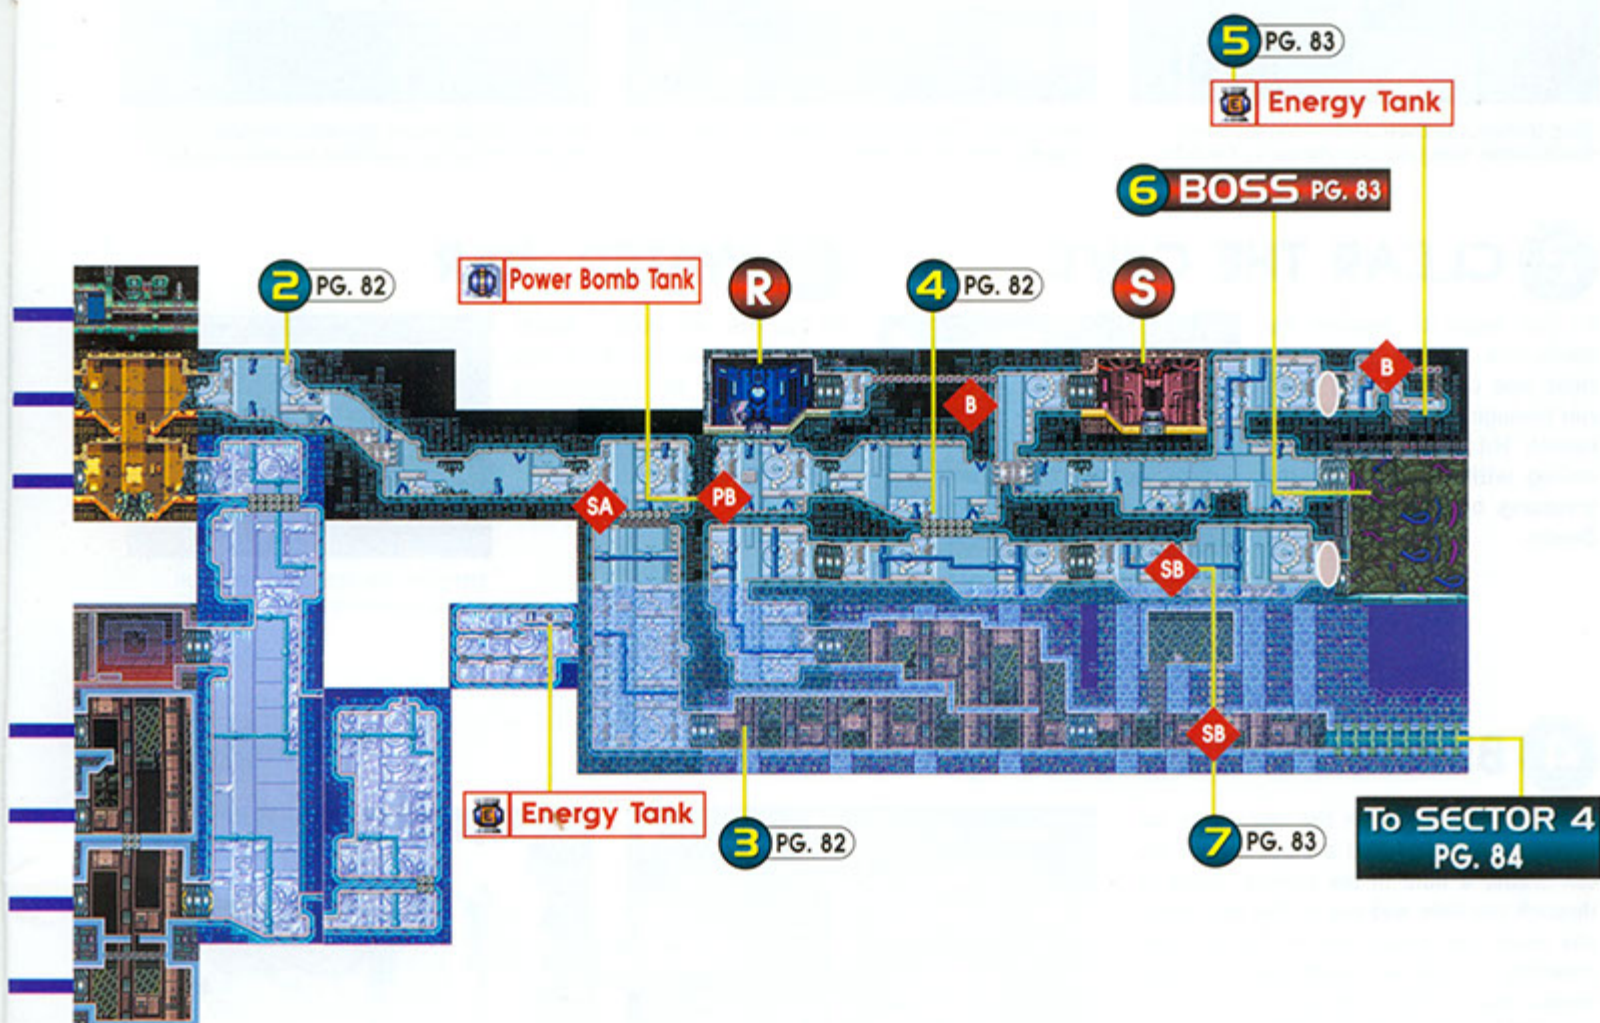 5 PG. 83
E Energy Tank
6 BOSS PG. 83
2 PG. 82
Power Bomb Tank
R
4 PG. 82
S
B
B
SA
PB
SB
SB
E Energy Tank
3 PG. 82
7 PG. 83
To SECTOR 4
PG. 84